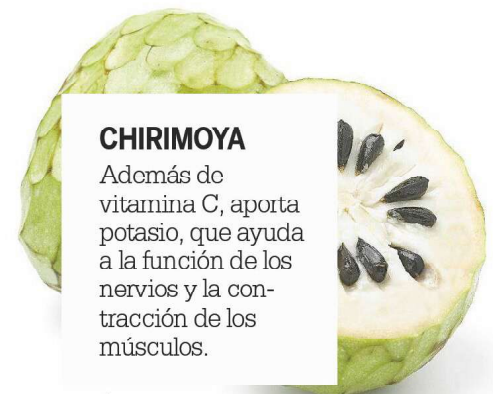 CHIRIMOYA
Además de
vitamina C, aporta
potasio, que ayuda
a la función de los
nervios y la con-
tracción de los
músculos.